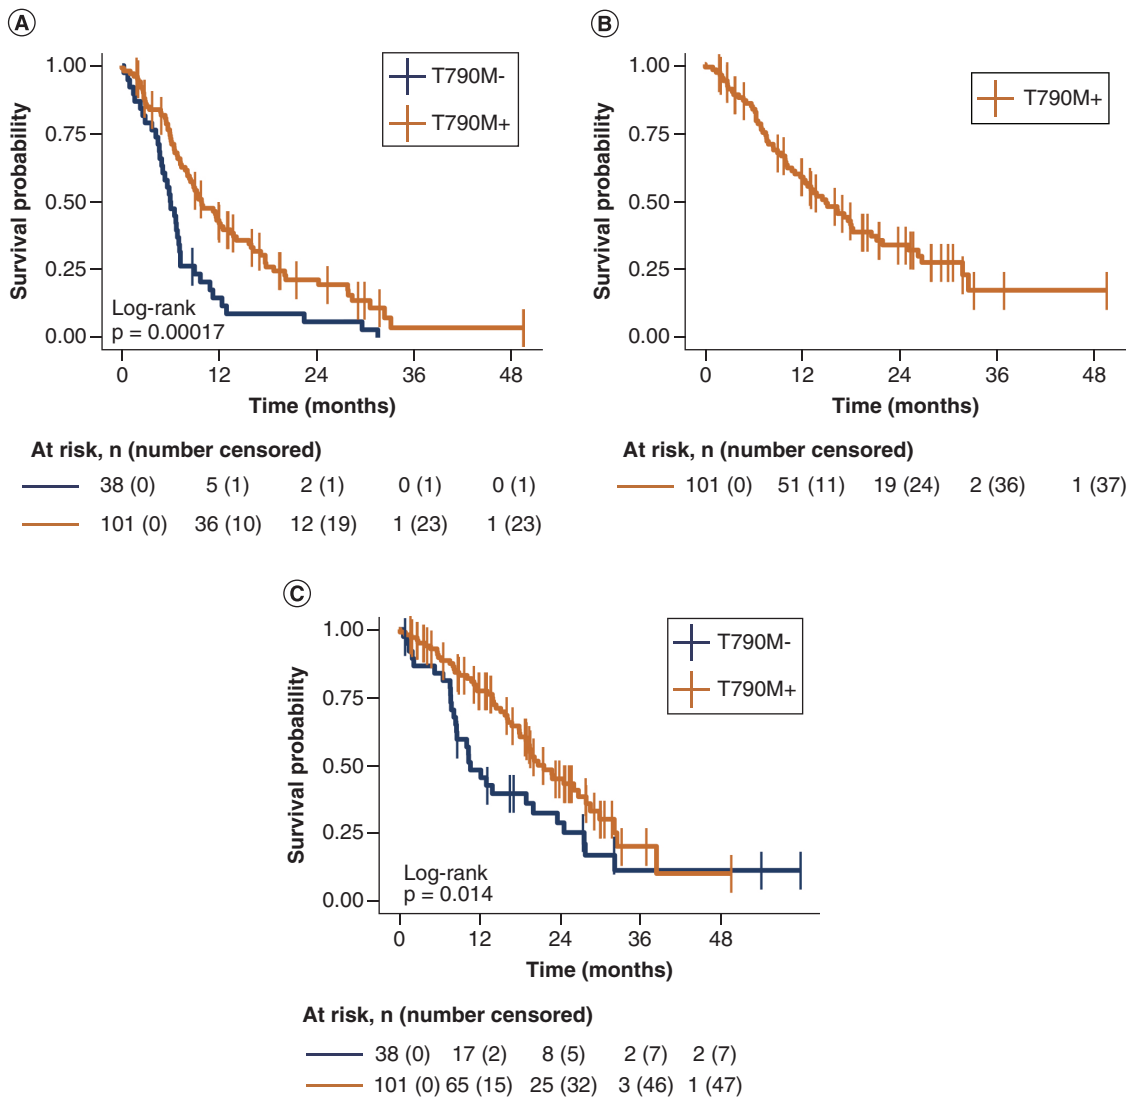 A
1.00
0.75
0.50
0.25
0.00
Survival probability
T790M-
T790M+
Log-rank
p = 0.00017
0 12 24 36 48
Time (months)
At risk, n (number censored)
38 (0) 5 (1) 2 (1) 0 (1) 0 (1)
101 (0) 36 (10) 12 (19) 1 (23) 1 (23)
B
1.00
0.75
0.50
0.25
0.00
Survival probability
T790M+
0 12 24 36 48
Time (months)
At risk, n (number censored)
101 (0) 51 (11) 19 (24) 2 (36) 1 (37)
C
1.00
0.75
0.50
0.25
0.00
Survival probability
T790M-
T790M+
Log-rank
p = 0.014
0 12 24 36 48
Time (months)
At risk, n (number censored)
38 (0) 17 (2) 8 (5) 2 (7) 2 (7)
101 (0) 65 (15) 25 (32) 3 (46) 1 (47)